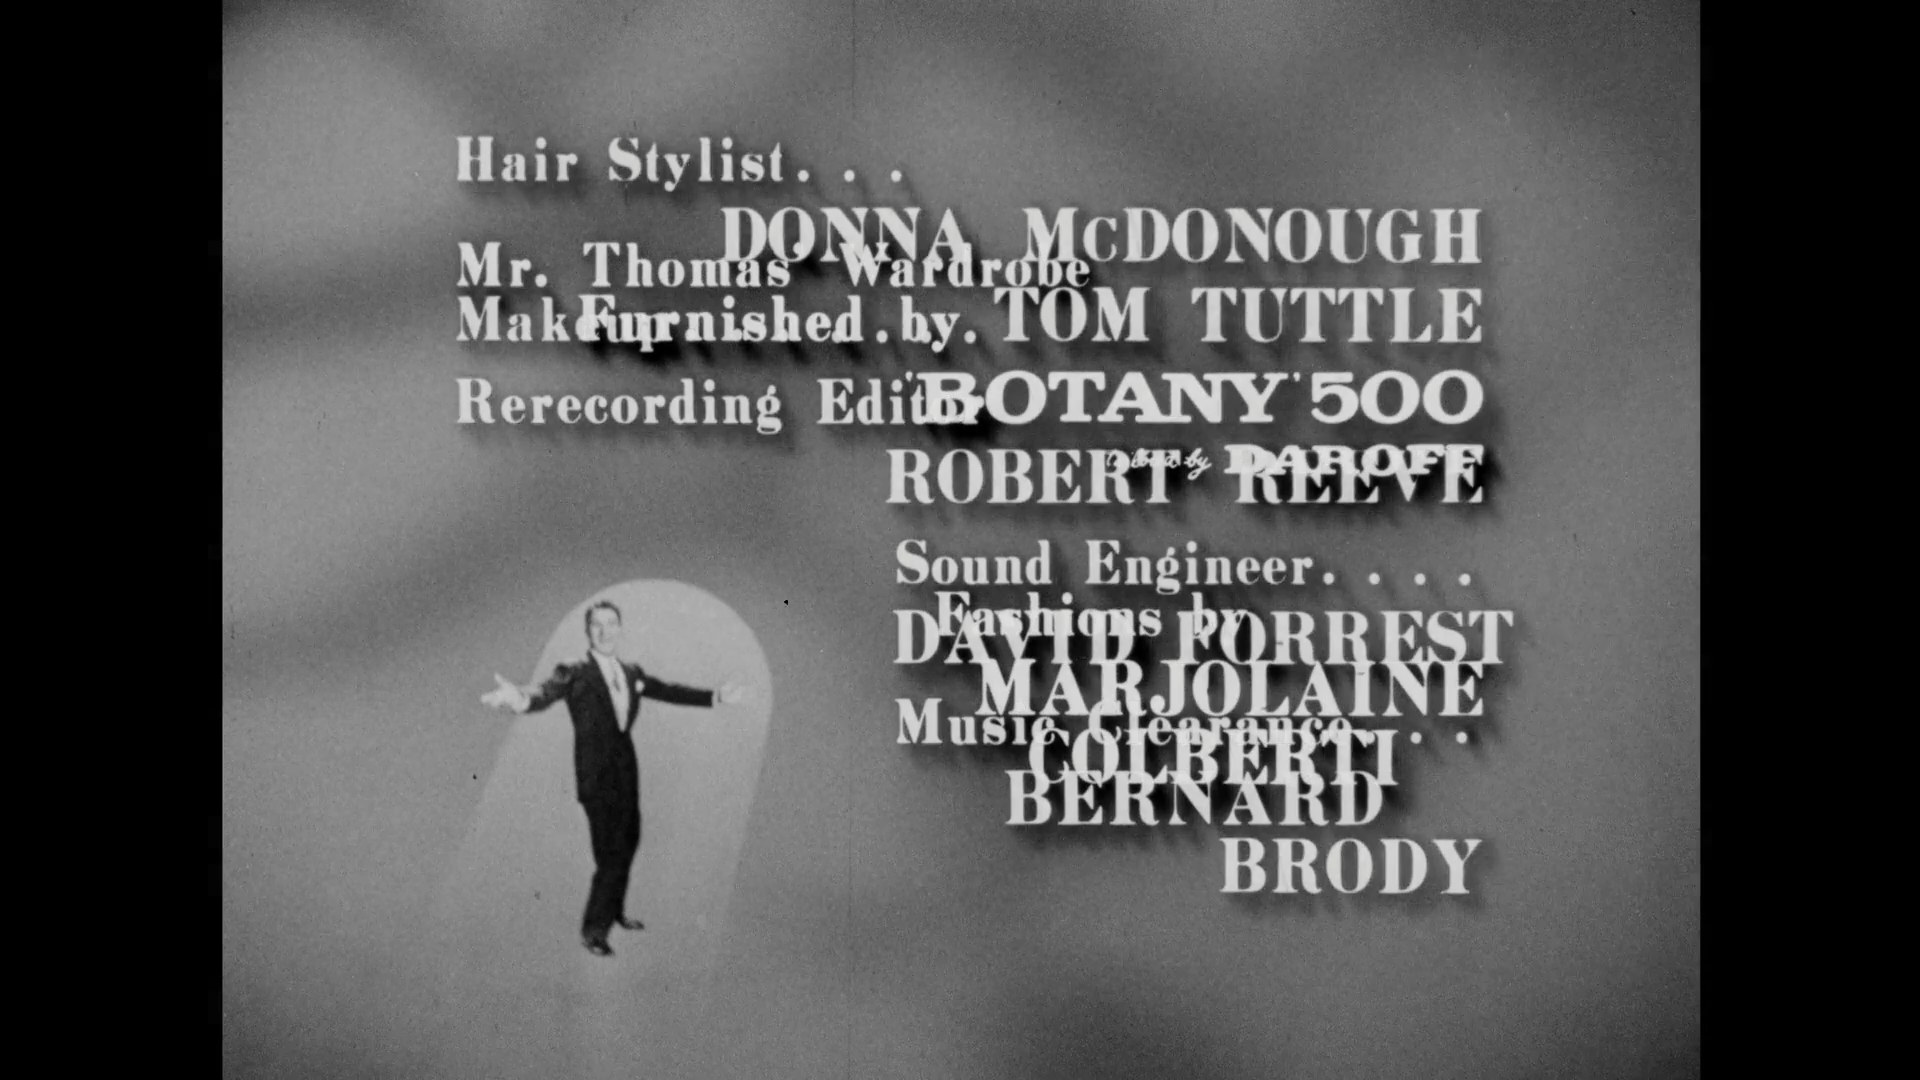 Hair Stylist. . .
DONNA McDONOUGH
Mr. Thomas' Wardrobe
Furnished by
Makeup. . . . . . TOM TUTTLE
Rerecording Editor
'BOTANY' 500
DAROFF
ROBERT REEVE
Sound Engineer. . . .
Fashions by
DAVID FORREST
MARJOLAINE
Music Clearance. . .
COLBERTI
BERNARD
BRODY